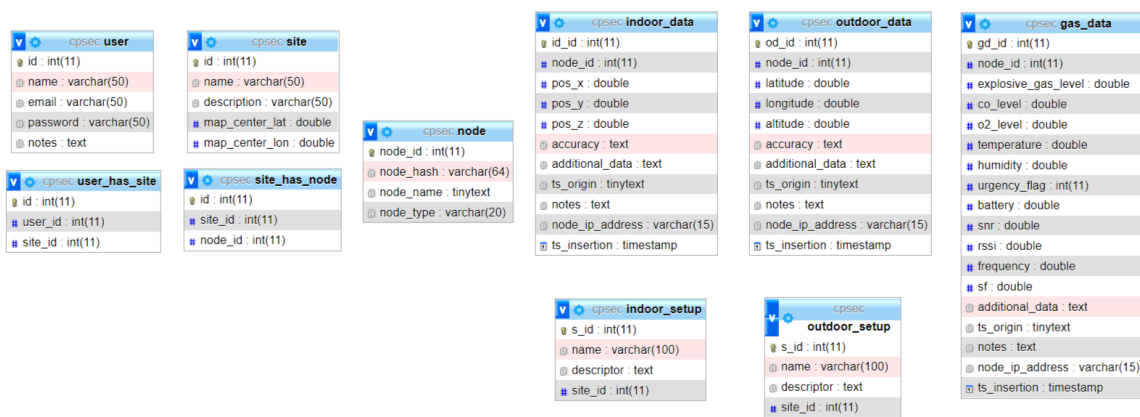 V cpsec user
id : int(11)
name : varchar(50)
email : varchar(50)
password : varchar(50)
notes : text
V cpsec site
id : int(11)
name : varchar(50)
description : varchar(50)
# map_center_lat : double
# map_center_lon : double
V cpsec user_has_site
id : int(11)
# user_id : int(11)
# site_id : int(11)
V cpsec site_has_node
id : int(11)
# site_id : int(11)
# node_id : int(11)
V cpsec node
node_id : int(11)
node_hash : varchar(64)
node_name : tinytext
node_type : varchar(20)
V cpsec indoor_data
id_id : int(11)
# node_id : int(11)
# pos_x : double
# pos_y : double
# pos_z : double
accuracy : text
additional_data : text
ts_origin : tinytext
notes : text
node_ip_address : varchar(15)
ts_insertion : timestamp
V cpsec outdoor_data
od_id : int(11)
# node_id : int(11)
# latitude : double
# longitude : double
# altitude : double
accuracy : text
additional_data : text
ts_origin : tinytext
notes : text
node_ip_address : varchar(15)
ts_insertion : timestamp
V cpsec gas_data
gd_id : int(11)
# node_id : int(11)
# explosive_gas_level : double
# co_level : double
# o2_level : double
# temperature : double
# humidity : double
# urgency_flag : int(11)
# battery : double
# snr : double
# rssi : double
# frequency : double
# sf : double
additional_data : text
ts_origin : tinytext
notes : text
node_ip_address : varchar(15)
ts_insertion : timestamp
V cpsec indoor_setup
s_id : int(11)
name : varchar(100)
descriptor : text
# site_id : int(11)
V cpsec
outdoor_setup
s_id : int(11)
name : varchar(100)
descriptor : text
# site_id : int(11)